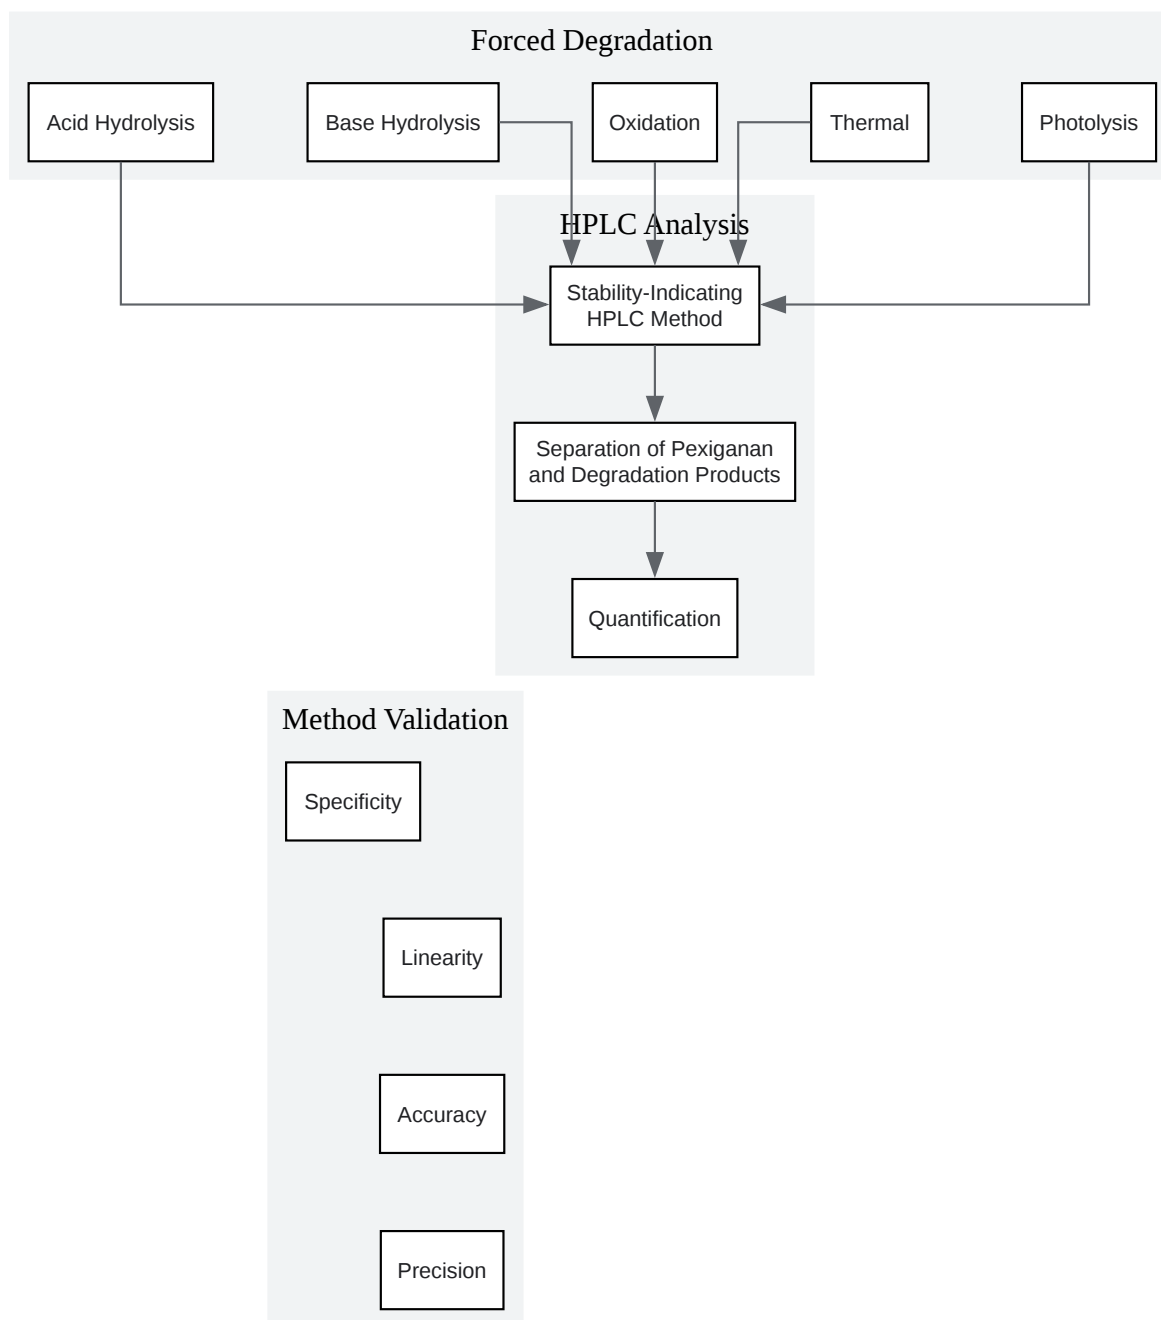 Forced Degradation
Acid Hydrolysis
Base Hydrolysis
Oxidation
Thermal
Photolysis
HPLC Analysis
Stability-Indicating
HPLC Method
Separation of Pexiganan
and Degradation Products
Quantification
Method Validation
Specificity
Linearity
Accuracy
Precision